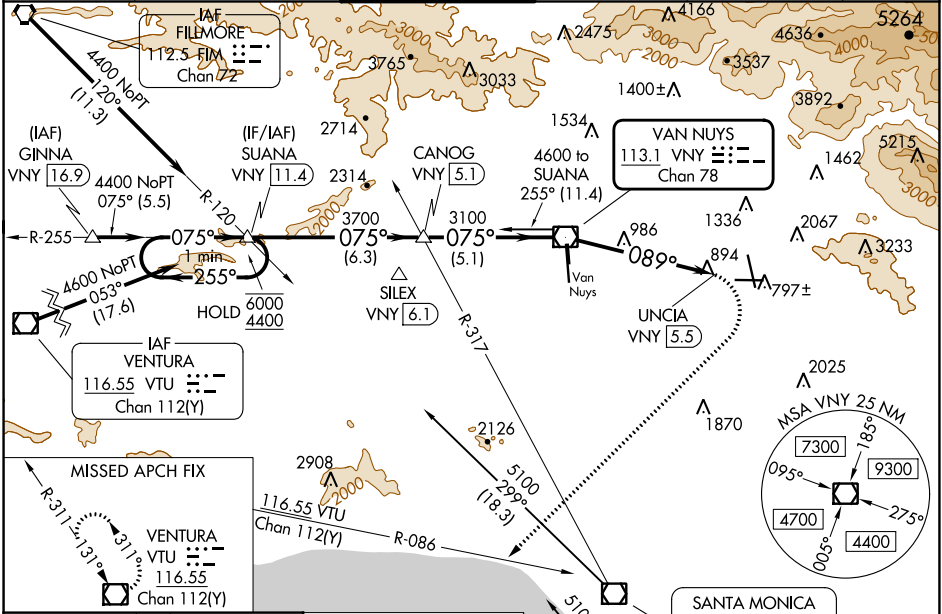 IAF
FILLMORE
112.5 FIM
Chan 72
4400 NoPT
120°
(11.3)
3765
3033
2475
3000
2000
4166
4636
4000
5264
3537
1400±
3892
2714
1534
5215
3000
1462
(IAF)
GINNA
VNY 16.9
4400 NoPT
075° (5.5)
(IF/IAF)
SUANA
VNY 11.4
2314
2000
CANOG
VNY 5.1
4600 to
SUANA
255° (11.4)
VAN NUYS
113.1 VNY
Chan 78
1336
2067
3233
R-255
R-120
075°
1 min
255°
3700
075°
(6.3)
3100
075°
(5.1)
986
089°
894
797±
Van
Nuys
4600 NoPT
053°
(17.6)
HOLD 6000
4400
SILEX
VNY 6.1
R-317
UNCIA
VNY 5.5
IAF
VENTURA
116.55 VTU
Chan 112(Y)
2025
1870
2126
2908
2000
5100
299°
(18.3)
116.55 VTU
Chan 112(Y)
R-086
MISSED APCH FIX
R-311
131°
311°
VENTURA
VTU
116.55
Chan 112(Y)
MSA VNY 25 NM
7300
185°
095°
9300
4700
275°
005°
4400
510
SANTA MONICA